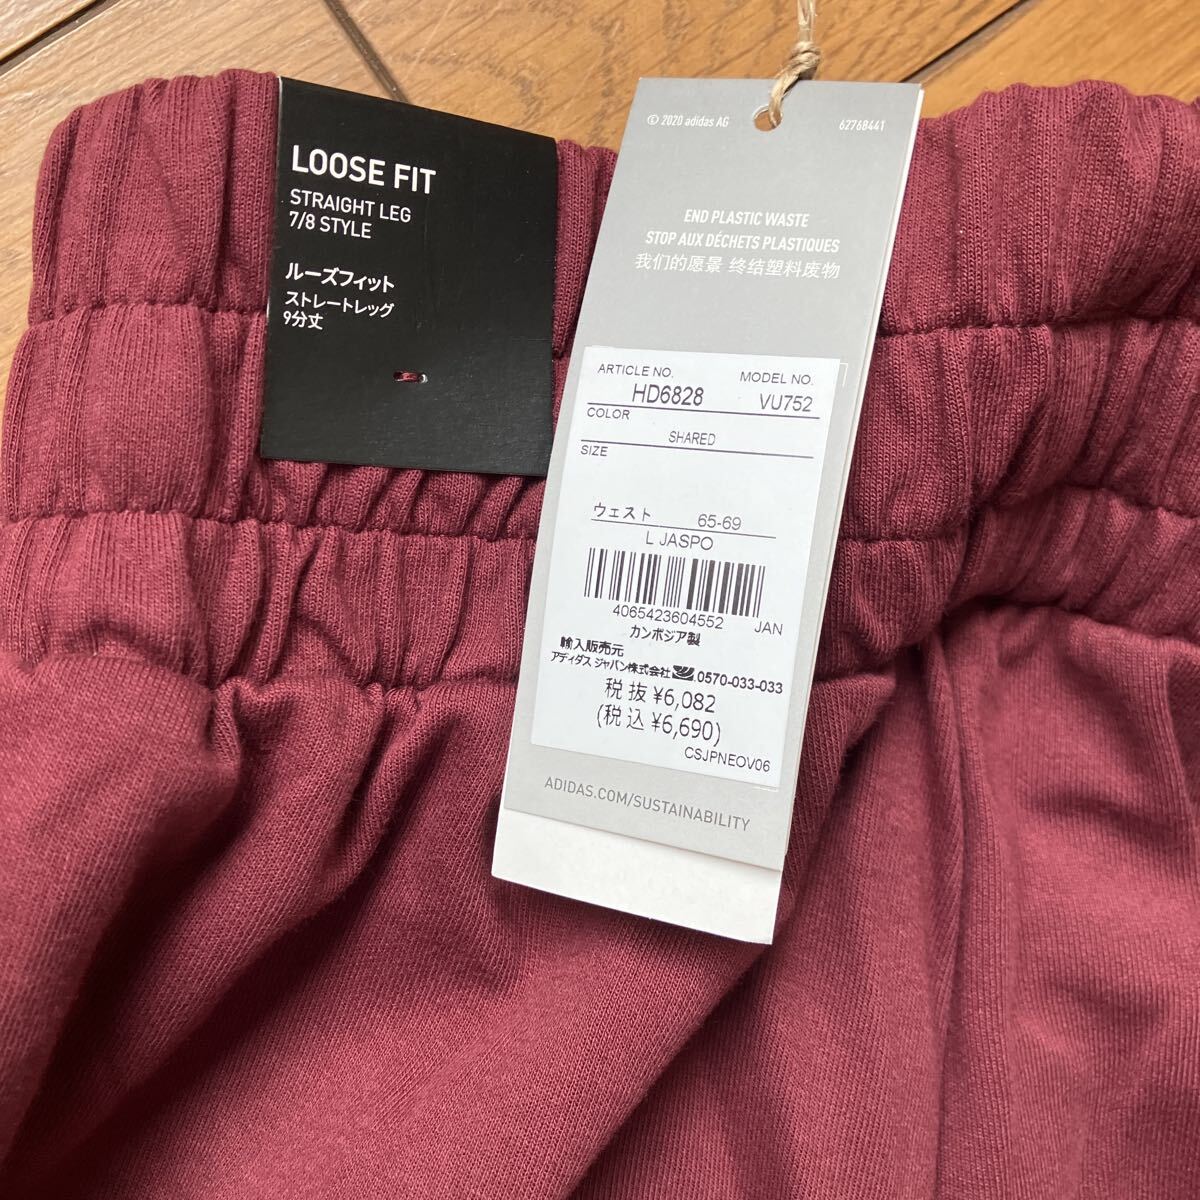 LOOSE FIT
STRAIGHT LEG
7/8 STYLE
ルーズフィット
ストレートレッグ
9分丈
© 2020 adidas AG 62768441
END PLASTIC WASTE
STOP AUX DÉCHETS PLASTIQUES
我们的愿景 终结塑料废物
ARTICLE NO. MODEL NO.
HD6828 VU752
COLOR
SHARED
SIZE
ウェスト 65-69
L JASPO
4065423604552 JAN
カンボジア製
輸入販売元
アディダス ジャパン株式会社 0570-033-033
税抜 ¥6,082
(税込 ¥6,690)
CSJPNEOV06
ADIDAS.COM/SUSTAINABILITY